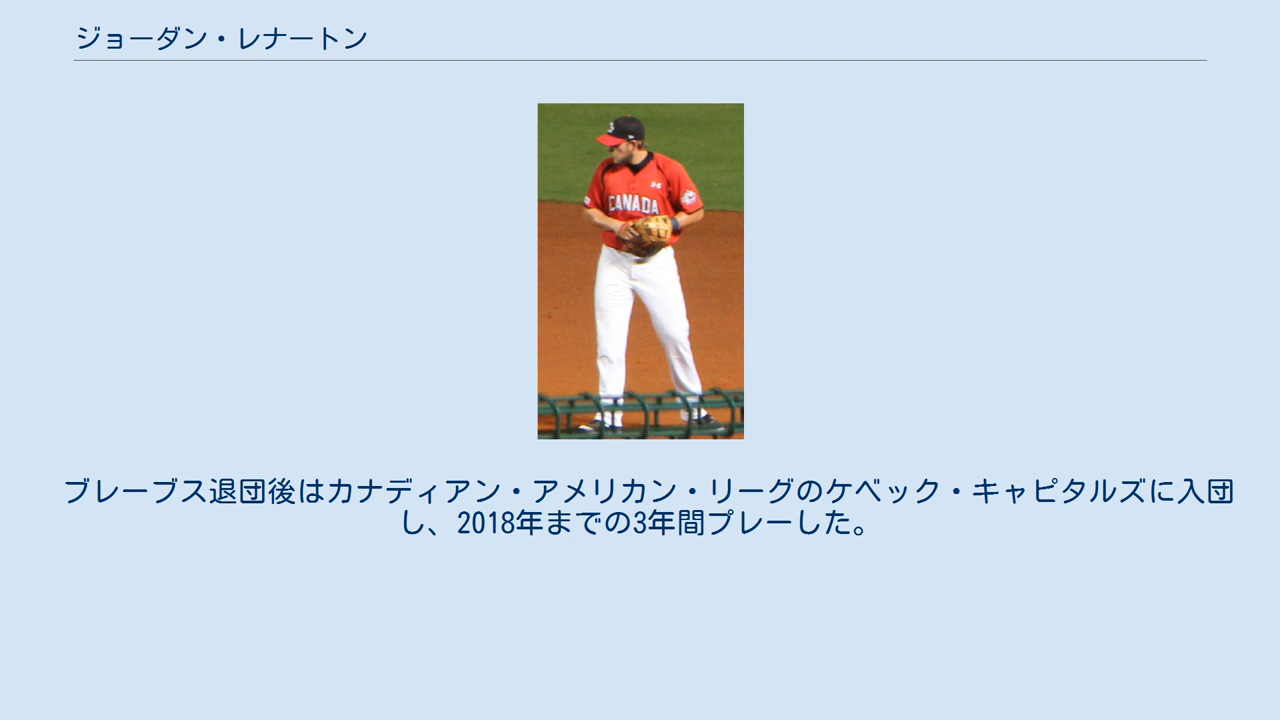 ジョーダン・レナートン
CANADA
ブレーブス退団後はカナディアン・アメリカン・リーグのケベック・キャピタルズに入団
し、2018年までの3年間プレーした。